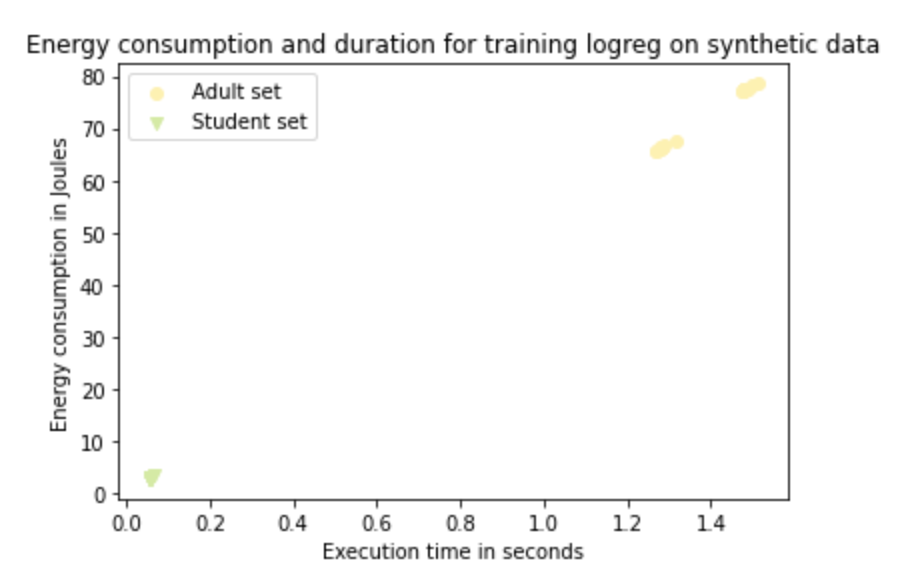 Energy consumption and duration for training logreg on synthetic data
Adult set
Student set
Energy consumption in Joules
80
70
60
50
40
30
20
10
0
0.0 0.2 0.4 0.6 0.8 1.0 1.2 1.4
Execution time in seconds